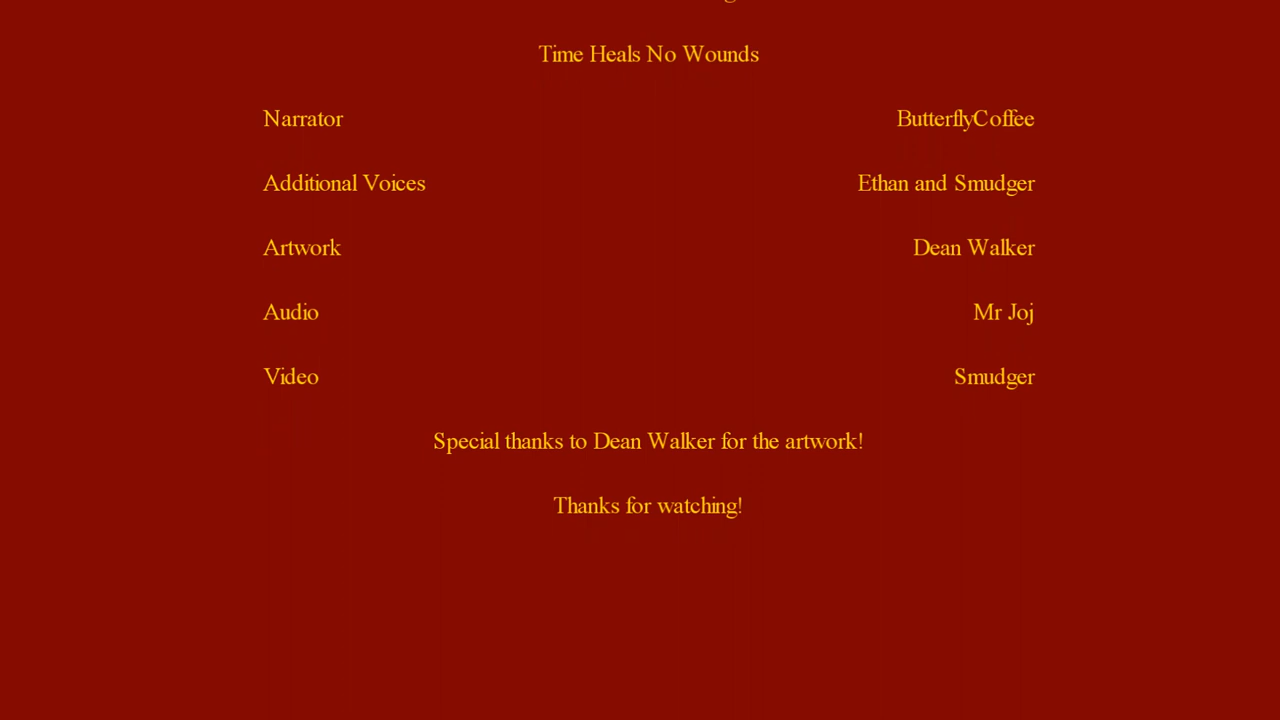 Time Heals No Wounds
Narrator ButterflyCoffee
Additional Voices Ethan and Smudger
Artwork Dean Walker
Audio Mr Joj
Video Smudger
Special thanks to Dean Walker for the artwork!
Thanks for watching!